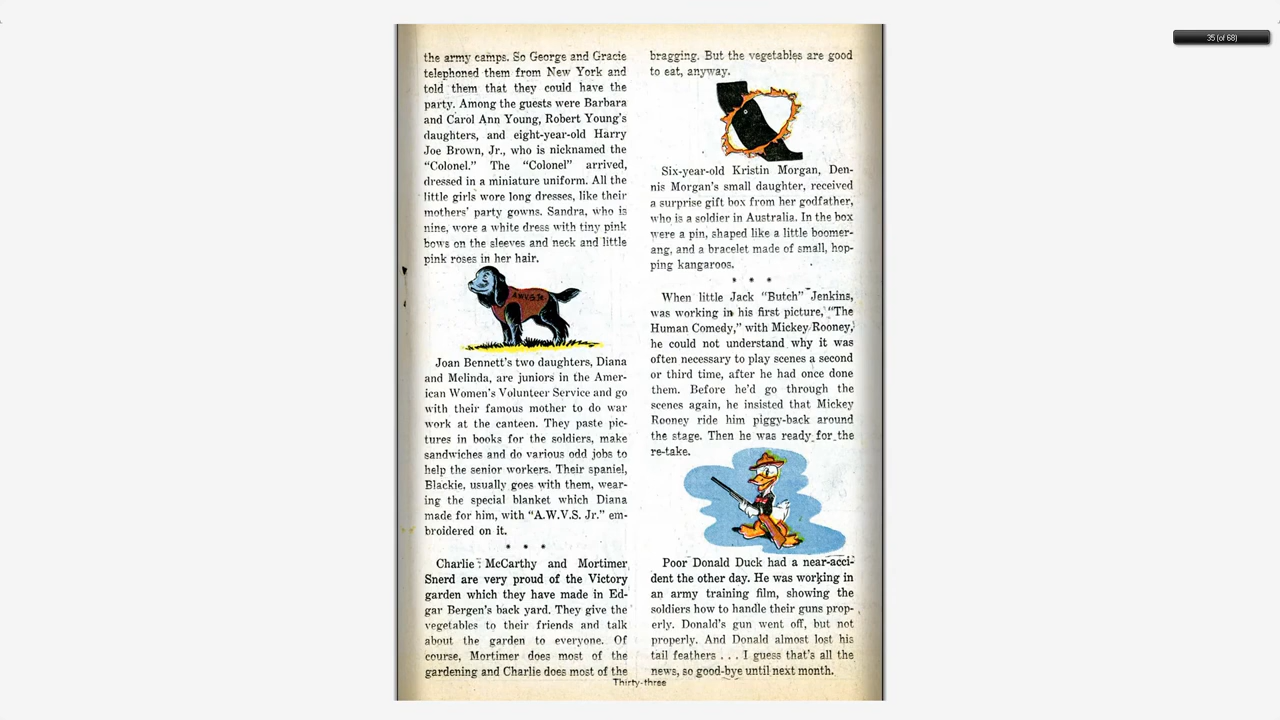 35 (of 68)
the army camps. So George and Gracie
telephoned them from New York and
told them that they could have the
party. Among the guests were Barbara
and Carol Ann Young, Robert Young's
daughters, and eight-year-old Harry
Joe Brown, Jr., who is nicknamed the
"Colonel." The "Colonel" arrived,
dressed in a miniature uniform. All the
little girls wore long dresses, like their
mothers' party gowns. Sandra, who is
nine, wore a white dress with tiny pink
bows on the sleeves and neck and little
pink roses in her hair.
A.W.V.S. Jr.
Joan Bennett's two daughters, Diana
and Melinda, are juniors in the Amer-
ican Women's Volunteer Service and go
with their famous mother to do war
work at the canteen. They paste pic-
tures in books for the soldiers, make
sandwiches and do various odd jobs to
help the senior workers. Their spaniel,
Blackie, usually goes with them, wear-
ing the special blanket which Diana
made for him, with "A.W.V.S. Jr." em-
broidered on it.
* * *
Charlie McCarthy and Mortimer
Snerd are very proud of the Victory
garden which they have made in Ed-
gar Bergen's back yard. They give the
vegetables to their friends and talk
about the garden to everyone. Of
course, Mortimer does most of the
gardening and Charlie does most of the
bragging. But the vegetables are good
to eat, anyway.
Six-year-old Kristin Morgan, Den-
nis Morgan's small daughter, received
a surprise gift box from her godfather,
who is a soldier in Australia. In the box
were a pin, shaped like a little boomer-
ang, and a bracelet made of small, hop-
ping kangaroos.
* * *
When little Jack "Butch" Jenkins,
was working in his first picture, "The
Human Comedy," with Mickey Rooney,
he could not understand why it was
often necessary to play scenes a second
or third time, after he had once done
them. Before he'd go through the
scenes again, he insisted that Mickey
Rooney ride him piggy-back around
the stage. Then he was ready for the
re-take.
Poor Donald Duck had a near-acci-
dent the other day. He was working in
an army training film, showing the
soldiers how to handle their guns prop-
erly. Donald's gun went off, but not
properly. And Donald almost lost his
tail feathers . . . I guess that's all the
news, so good-bye until next month.
Thirty-three